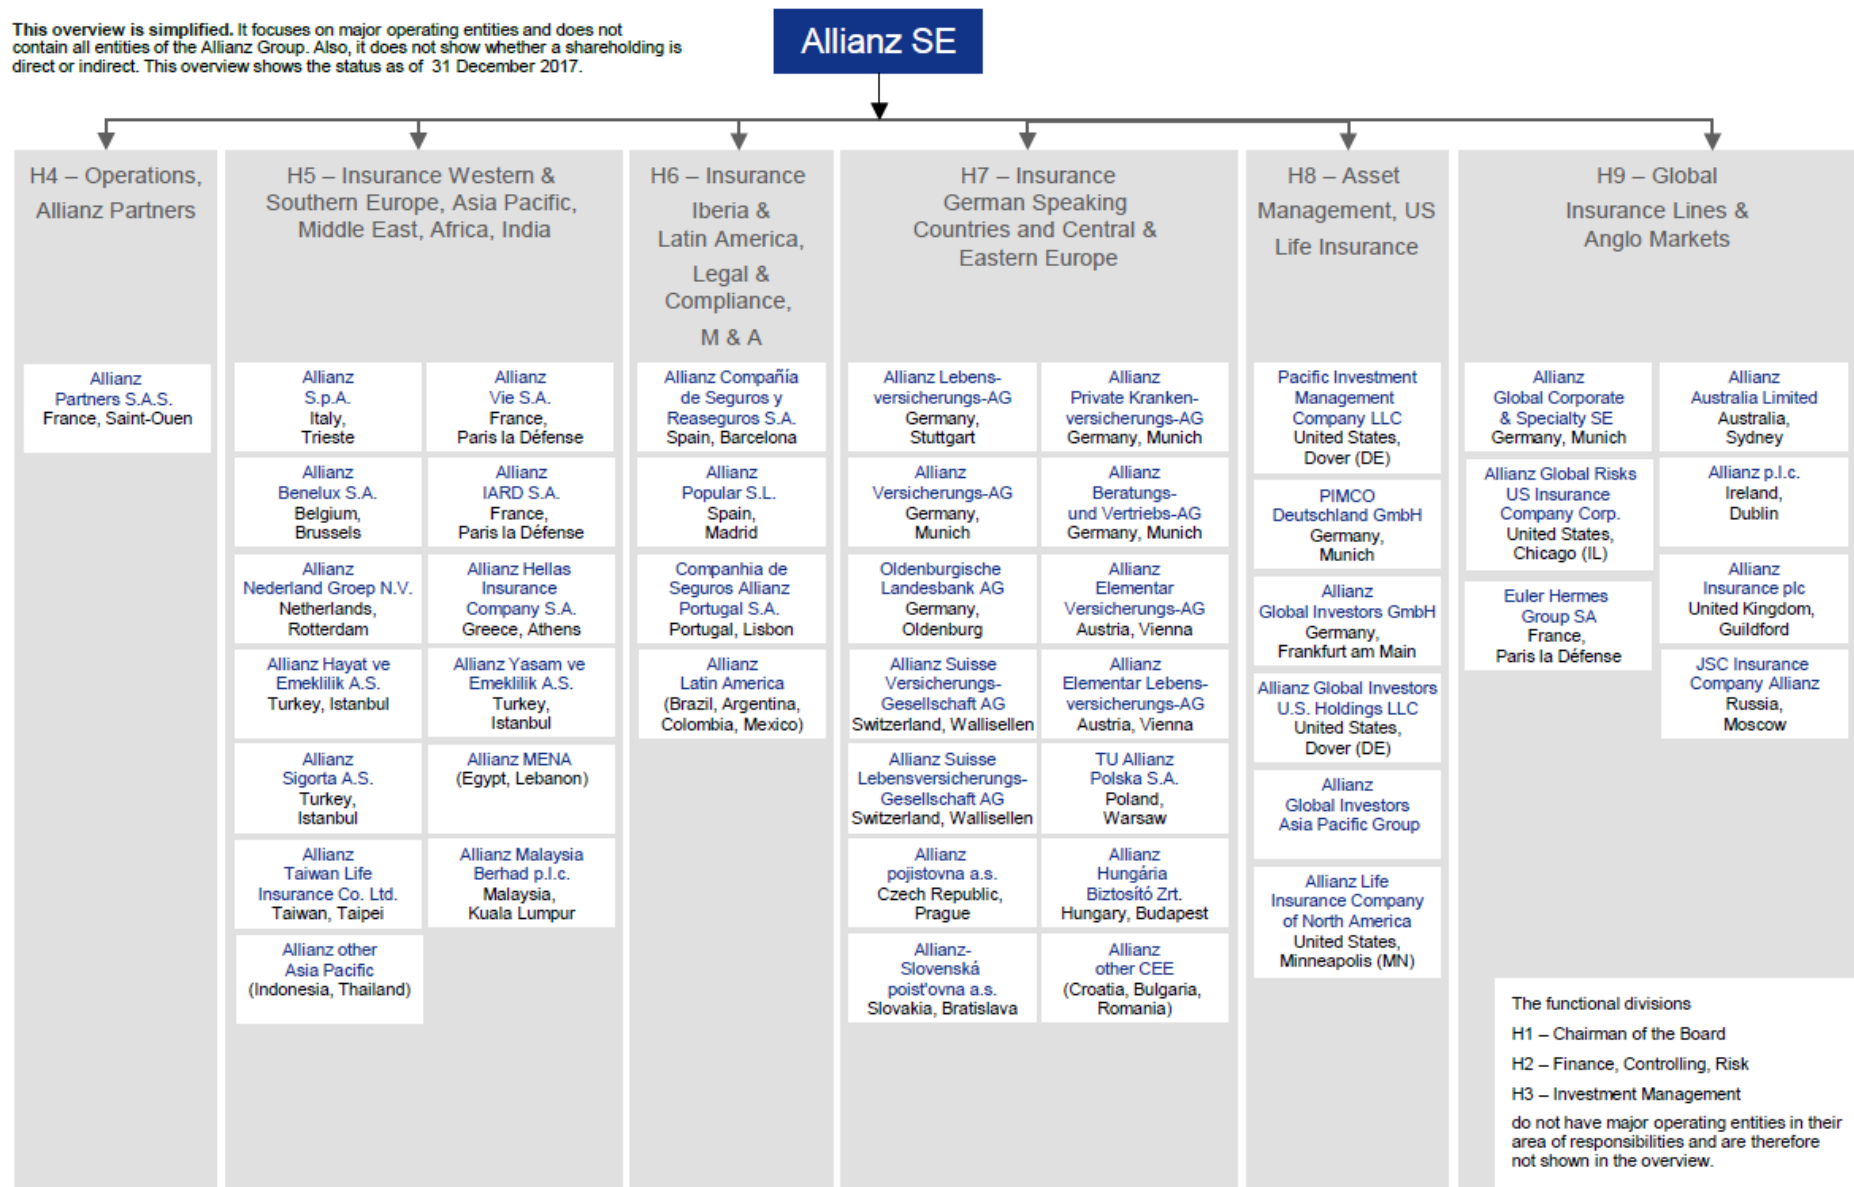 This overview is simplified. It focuses on major operating entities and does not
contain all entities of the Allianz Group. Also, it does not show whether a shareholding is
direct or indirect. This overview shows the status as of 31 December 2017.
Allianz SE
H4 – Operations,
Allianz Partners
Allianz
Partners S.A.S.
France, Saint-Ouen
H5 – Insurance Western &
Southern Europe, Asia Pacific,
Middle East, Africa, India
Allianz
S.p.A.
Italy,
Trieste
Allianz
Vie S.A.
France,
Paris la Défense
Allianz
Benelux S.A.
Belgium,
Brussels
Allianz
IARD S.A.
France,
Paris la Défense
Allianz
Nederland Groep N.V.
Netherlands,
Rotterdam
Allianz Hellas
Insurance
Company S.A.
Greece, Athens
Allianz Hayat ve
Emeklilik A.S.
Turkey, Istanbul
Allianz Yasam ve
Emeklilik A.S.
Turkey,
Istanbul
Allianz
Sigorta A.S.
Turkey,
Istanbul
Allianz MENA
(Egypt, Lebanon)
Allianz
Taiwan Life
Insurance Co. Ltd.
Taiwan, Taipei
Allianz Malaysia
Berhad p.l.c.
Malaysia,
Kuala Lumpur
Allianz other
Asia Pacific
(Indonesia, Thailand)
H6 – Insurance
Iberia &
Latin America,
Legal &
Compliance,
M & A
Allianz Compañía
de Seguros y
Reaseguros S.A.
Spain, Barcelona
Allianz
Popular S.L.
Spain,
Madrid
Companhia de
Seguros Allianz
Portugal S.A.
Portugal, Lisbon
Allianz
Latin America
(Brazil, Argentina,
Colombia, Mexico)
H7 – Insurance
German Speaking
Countries and Central &
Eastern Europe
Allianz Lebens-
versicherungs-AG
Germany,
Stuttgart
Allianz
Private Kranken-
versicherungs-AG
Germany, Munich
Allianz
Versicherungs-AG
Germany,
Munich
Allianz
Beratungs-
und Vertriebs-AG
Germany, Munich
Oldenburgische
Landesbank AG
Germany,
Oldenburg
Allianz
Elementar
Versicherungs-AG
Austria, Vienna
Allianz Suisse
Versicherungs-
Gesellschaft AG
Switzerland, Wallisellen
Allianz
Elementar Lebens-
versicherungs-AG
Austria, Vienna
Allianz Suisse
Lebensversicherungs-
Gesellschaft AG
Switzerland, Wallisellen
TU Allianz
Polska S.A.
Poland,
Warsaw
Allianz
pojistovna a.s.
Czech Republic,
Prague
Allianz
Hungária
Biztosító Zrt.
Hungary, Budapest
Allianz-
Slovenská
poist'ovna a.s.
Slovakia, Bratislava
Allianz
other CEE
(Croatia, Bulgaria,
Romania)
H8 – Asset
Management, US
Life Insurance
Pacific Investment
Management
Company LLC
United States,
Dover (DE)
PIMCO
Deutschland GmbH
Germany,
Munich
Allianz
Global Investors GmbH
Germany,
Frankfurt am Main
Allianz Global Investors
U.S. Holdings LLC
United States,
Dover (DE)
Allianz
Global Investors
Asia Pacific Group
Allianz Life
Insurance Company
of North America
United States,
Minneapolis (MN)
H9 – Global
Insurance Lines &
Anglo Markets
Allianz
Global Corporate
& Specialty SE
Germany, Munich
Allianz
Australia Limited
Australia,
Sydney
Allianz Global Risks
US Insurance
Company Corp.
United States,
Chicago (IL)
Allianz p.l.c.
Ireland,
Dublin
Euler Hermes
Group SA
France,
Paris la Défense
Allianz
Insurance plc
United Kingdom,
Guildford
JSC Insurance
Company Allianz
Russia,
Moscow
The functional divisions
H1 – Chairman of the Board
H2 – Finance, Controlling, Risk
H3 – Investment Management
do not have major operating entities in their
area of responsibilities and are therefore
not shown in the overview.